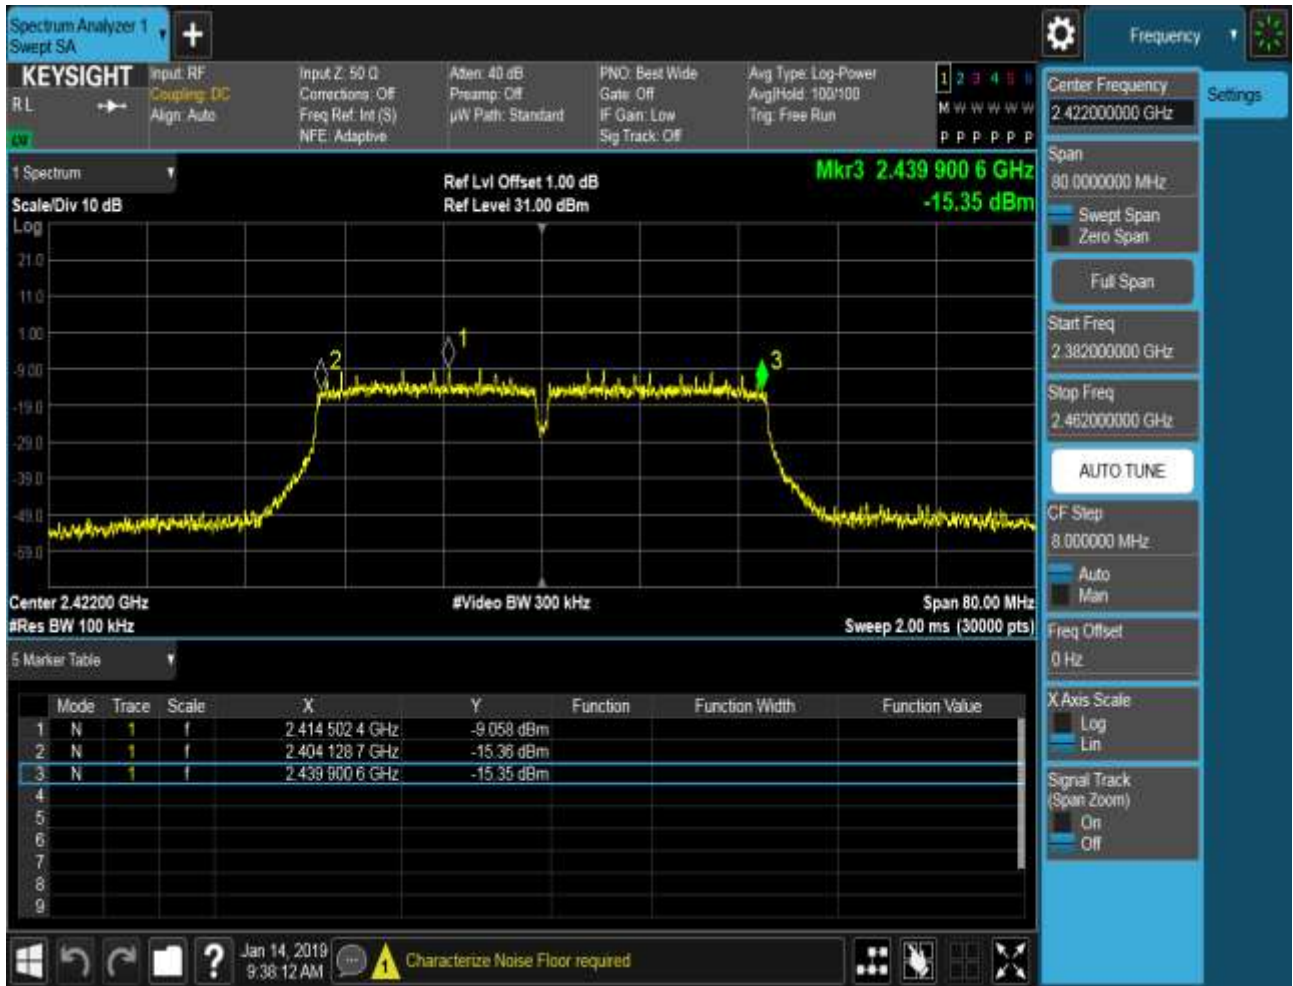 Spectrum Analyzer 1
Swept SA
+
Frequency
KEYSIGHT
RL
Input: RF
Coupling: DC
Align: Auto
Input Z: 50 Ω
Corrections: Off
Freq Ref: Int (S)
NFE: Adaptive
Atten: 40 dB
Preamp: Off
µW Path: Standard
PNO: Best Wide
Gate: Off
IF Gain: Low
Sig Track: Off
Avg Type: Log-Power
Avg|Hold: 100/100
Trig: Free Run
1 2 3 4 5 6
M W W W W W
P P P P P P
1 Spectrum
Scale/Div 10 dB
Ref Lvl Offset 1.00 dB
Ref Level 31.00 dBm
Mkr3 2.439 900 6 GHz
-15.35 dBm
Log
21.0
11.0
1.00
-9.00
-19.0
-29.0
-39.0
-49.0
-59.0
1
2
3
Center 2.42200 GHz
#Video BW 300 kHz
Span 80.00 MHz
#Res BW 100 kHz
Sweep 2.00 ms (30000 pts)
5 Marker Table
Mode Trace Scale X Y Function Function Width Function Value
1 N 1 f 2.414 502 4 GHz -9.058 dBm
2 N 1 f 2.404 128 7 GHz -15.36 dBm
3 N 1 f 2.439 900 6 GHz -15.35 dBm
4
5
6
7
8
9
?
Jan 14, 2019
9:38:12 AM
1
Characterize Noise Floor required
Center Frequency
2.422000000 GHz
Settings
Span
80.0000000 MHz
Swept Span
Zero Span
Full Span
Start Freq
2.382000000 GHz
Stop Freq
2.462000000 GHz
AUTO TUNE
CF Step
8.000000 MHz
Auto
Man
Freq Offset
0 Hz
X Axis Scale
Log
Lin
Signal Track
(Span Zoom)
On
Off